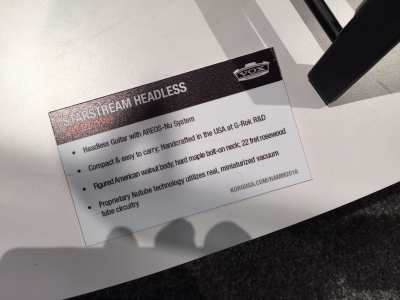 VOX
STARSTREAM HEADLESS
• Headless Guitar with AREOS-Nu System
• Compact & easy to carry. Handcrafted in the USA at G-Rok R&D
• Figured American walnut body; hard maple bolt-on neck; 22 fret rosewood
• Proprietary Nutube technology utilizes real, miniaturized vacuum
tube circuitry
KORGUSA.COM/NAMM2016